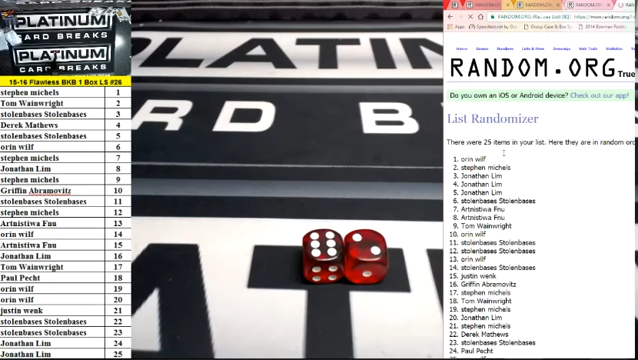 PLATINUM
CARD BREAKS
PLATINUM
CARD BREAKS
15-16 Flawless BKB 1 Box LS #26
stephen michels 1
Tom Wainwright 2
stolenbases Stolenbases 3
Derek Mathews 4
stolenbases Stolenbases 5
orin wilf 6
stephen michels 7
Jonathan Lim 8
stephen michels 9
Griffin Abramovitz 10
stolenbases Stolenbases 11
stephen michels 12
Artnistiwa Fnu 13
orin wilf 14
Artnistiwa Fnu 15
Jonathan Lim 16
Tom Wainwright 17
Paul Pecht 18
orin wilf 19
orin wilf 20
justin wenk 21
stolenbases Stolenbases 22
stolenbases Stolenbases 23
Jonathan Lim 24
Jonathan Lim 25
PLATINUM
ARD B
RANDOM.ORG
True
Do you own an iOS or Android device? Check out our app!
List Randomizer
There were 25 items in your list. Here they are in random ord
1. orin wilf
2. stephen michels
3. Jonathan Lim
4. Jonathan Lim
5. Jonathan Lim
6. stolenbases Stolenbases
7. Artnistiwa Fnu
8. Artnistiwa Fnu
9. Tom Wainwright
10. orin wilf
11. stolenbases Stolenbases
12. stolenbases Stolenbases
13. orin wilf
14. stolenbases Stolenbases
15. justin wenk
16. Griffin Abramovitz
17. stephen michels
18. Tom Wainwright
19. stephen michels
20. Jonathan Lim
21. stephen michels
22. Derek Mathews
23. stolenbases Stolenbases
24. Paul Pecht